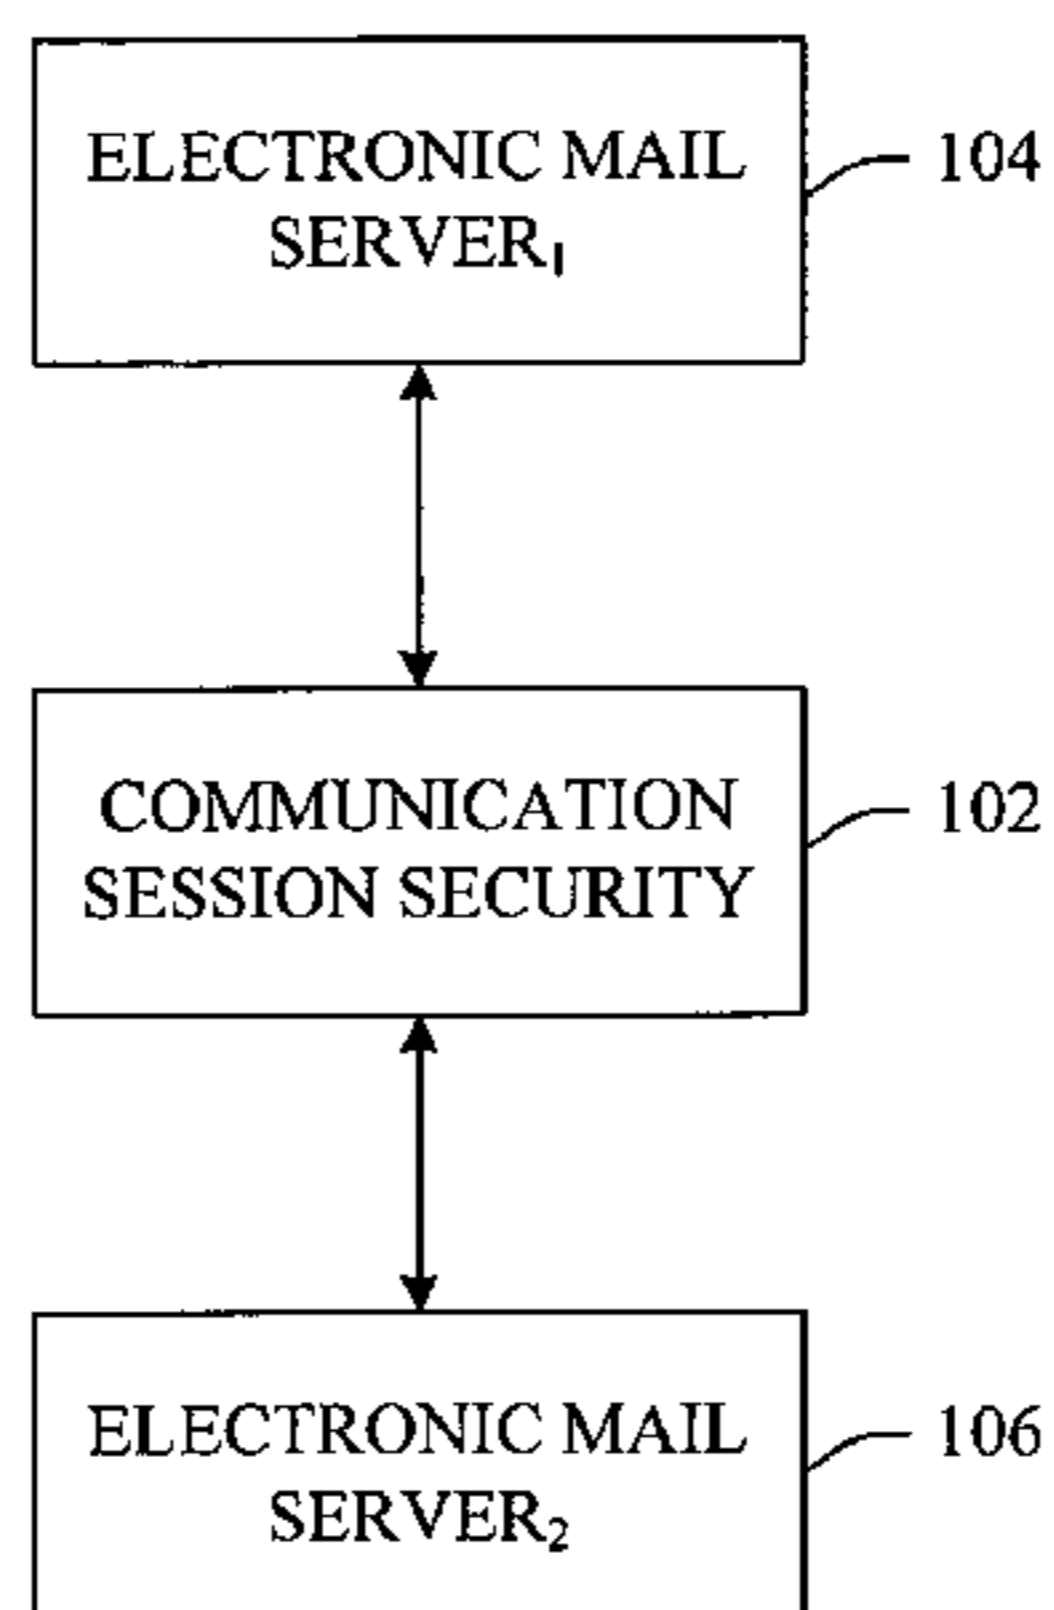 ELECTRONIC MAIL
SERVER₁
104
COMMUNICATION
SESSION SECURITY
102
ELECTRONIC MAIL
SERVER₂
106